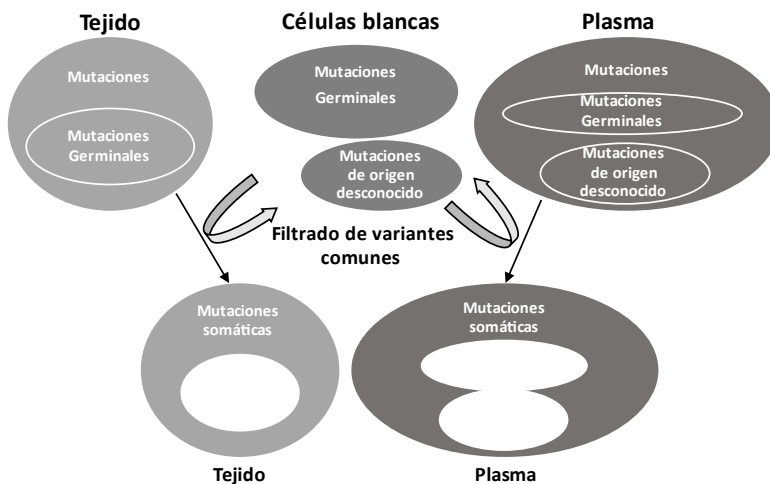 Tejido
Células blancas
Plasma
Mutaciones
Mutaciones
Germinales
Mutaciones
Germinales
Mutaciones
de origen
desconocido
Mutaciones
Mutaciones
Germinales
Mutaciones
de origen
desconocido
Filtrado de variantes
comunes
Mutaciones
somáticas
Mutaciones
somáticas
Tejido
Plasma